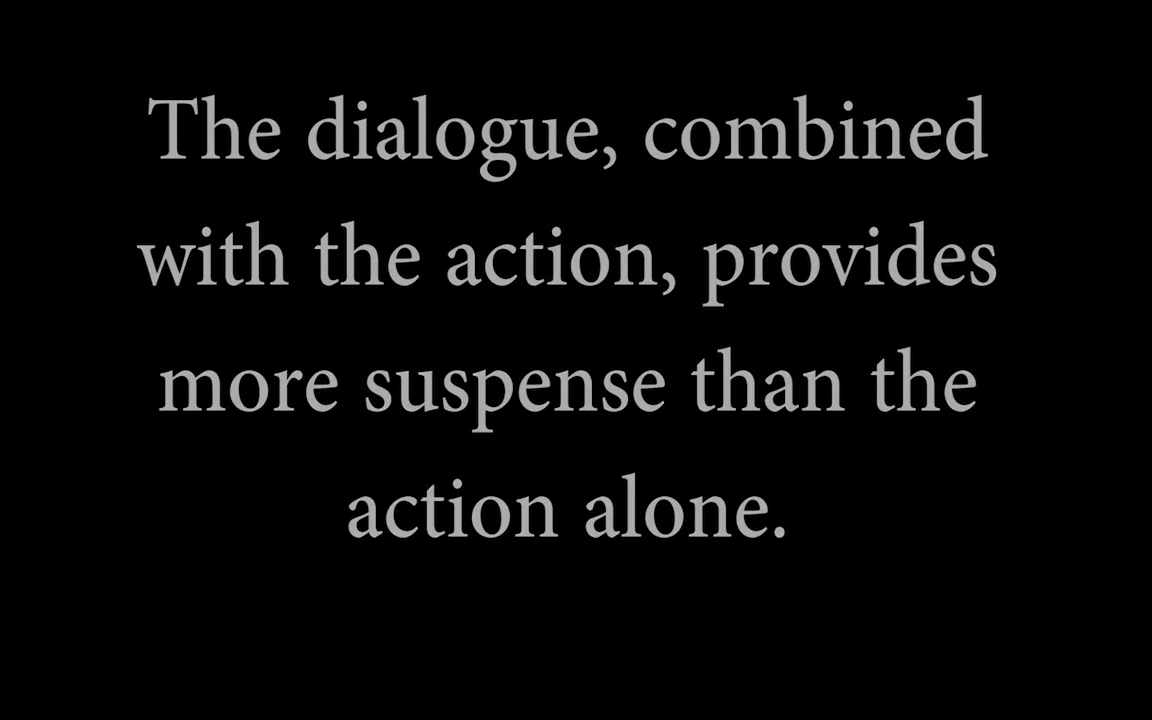 The dialogue, combined
with the action, provides
more suspense than the
action alone.